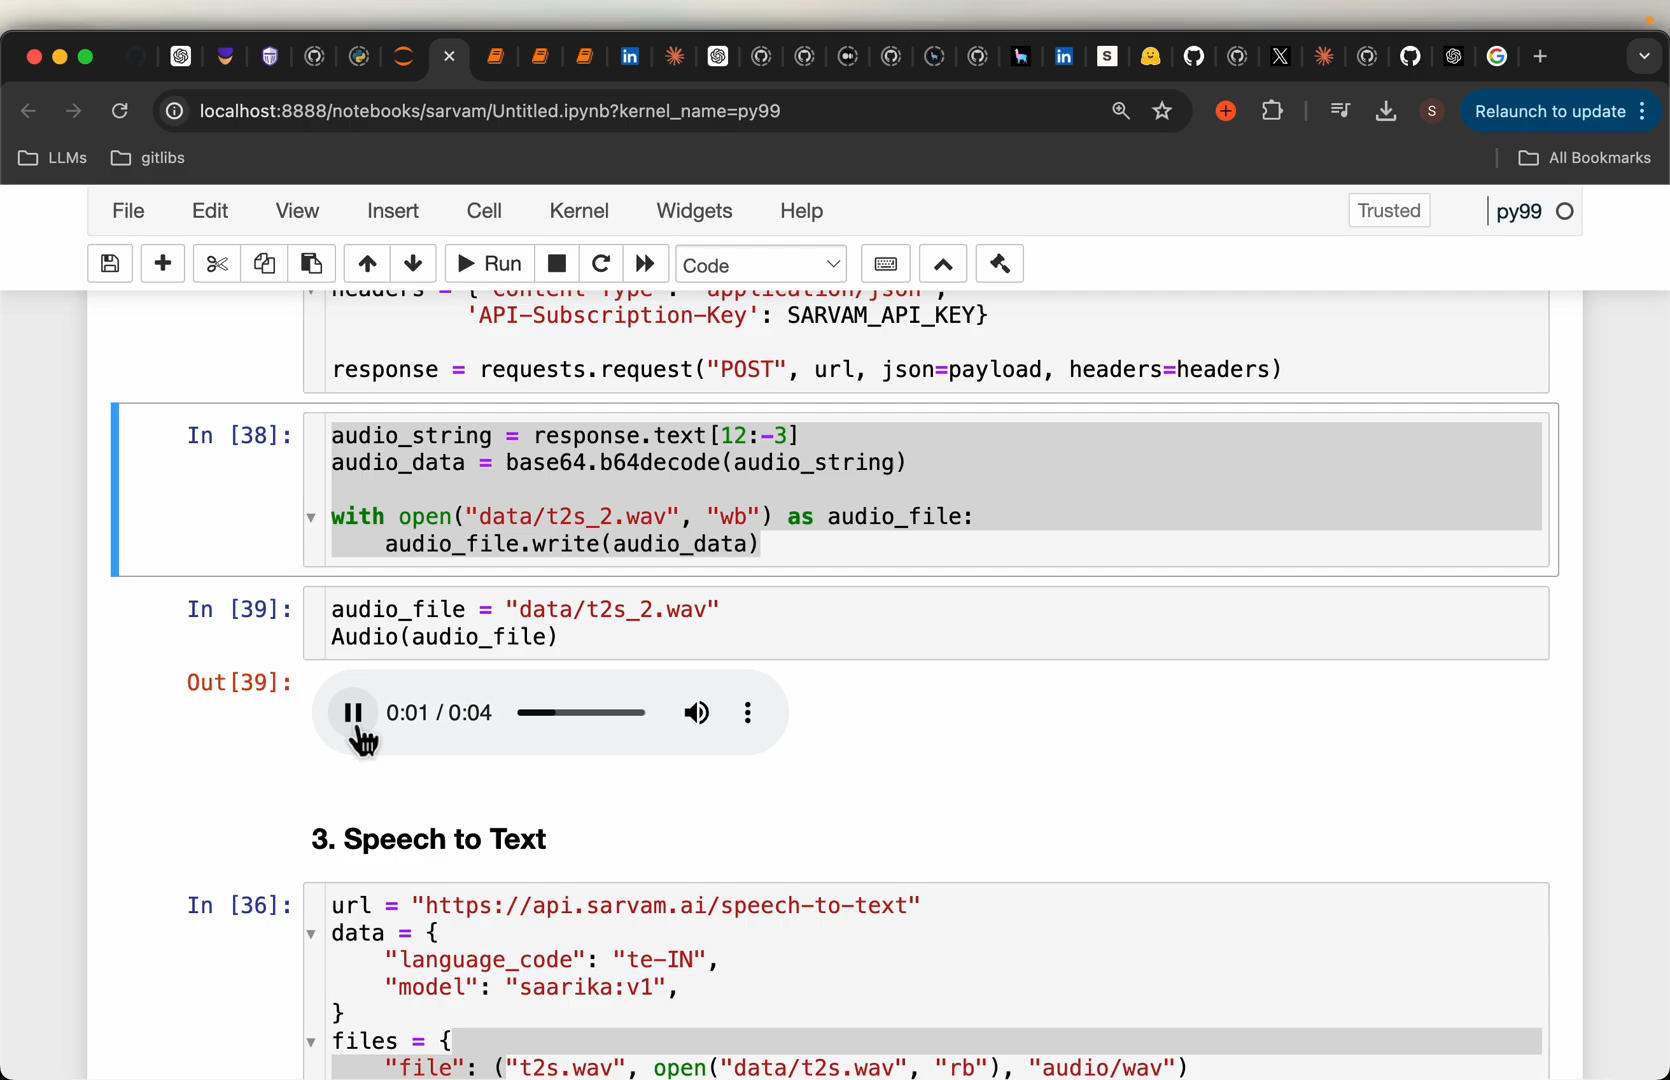 localhost:8888/notebooks/sarvam/Untitled.ipynb?kernel_name=py99
S
Relaunch to update
LLMs
gitlibs
All Bookmarks
File
Edit
View
Insert
Cell
Kernel
Widgets
Help
Trusted
py99
Run
Code
headers = {'Content-Type': 'application/json',
'API-Subscription-Key': SARVAM_API_KEY}
response = requests.request("POST", url, json=payload, headers=headers)
In [38]:
audio_string = response.text[12:-3]
audio_data = base64.b64decode(audio_string)
with open("data/t2s_2.wav", "wb") as audio_file:
audio_file.write(audio_data)
In [39]:
audio_file = "data/t2s_2.wav"
Audio(audio_file)
Out[39]:
0:01 / 0:04
3. Speech to Text
In [36]:
url = "https://api.sarvam.ai/speech-to-text"
data = {
"language_code": "te-IN",
"model": "saarika:v1",
}
files = {
"file": ("t2s.wav", open("data/t2s.wav", "rb"), "audio/wav")